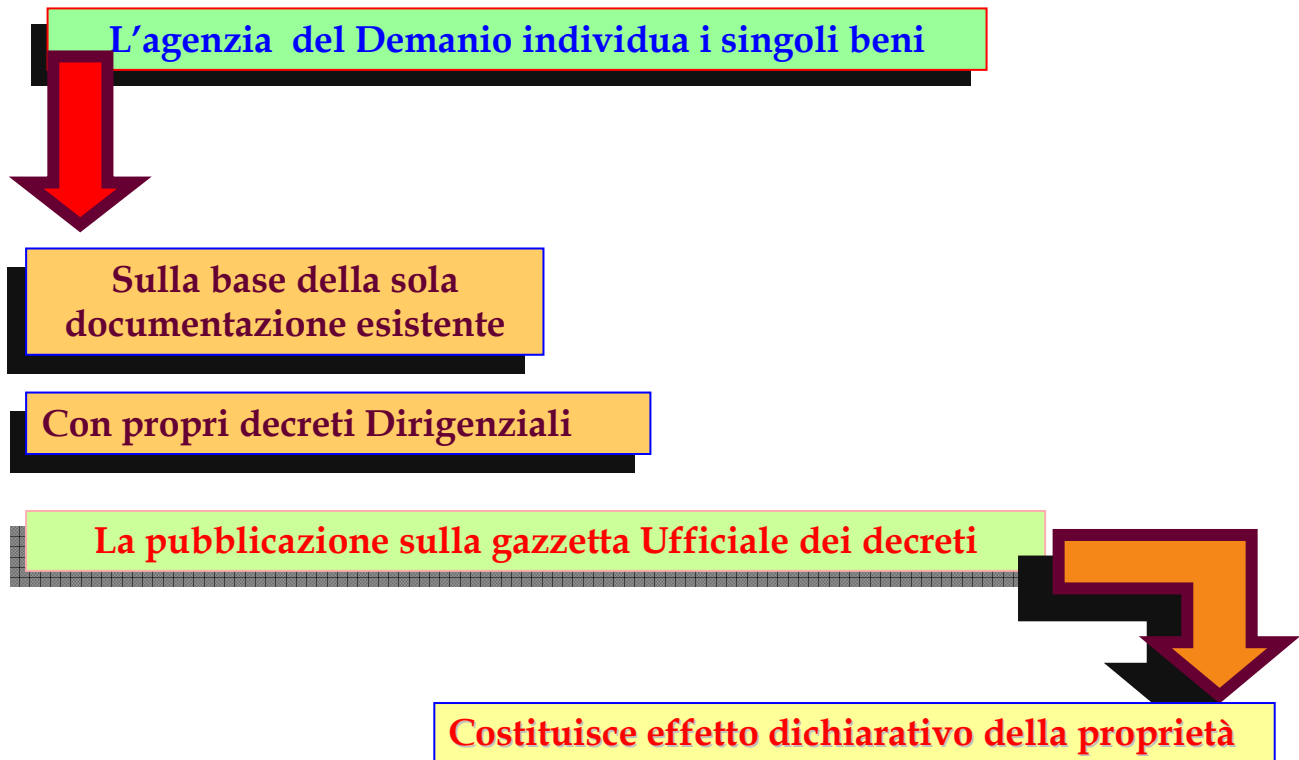 L’agenzia del Demanio individua i singoli beni
Sulla base della sola
documentazione esistente
Con propri decreti Dirigenziali
La pubblicazione sulla gazzetta Ufficiale dei decreti
Costituisce effetto dichiarativo della proprietà